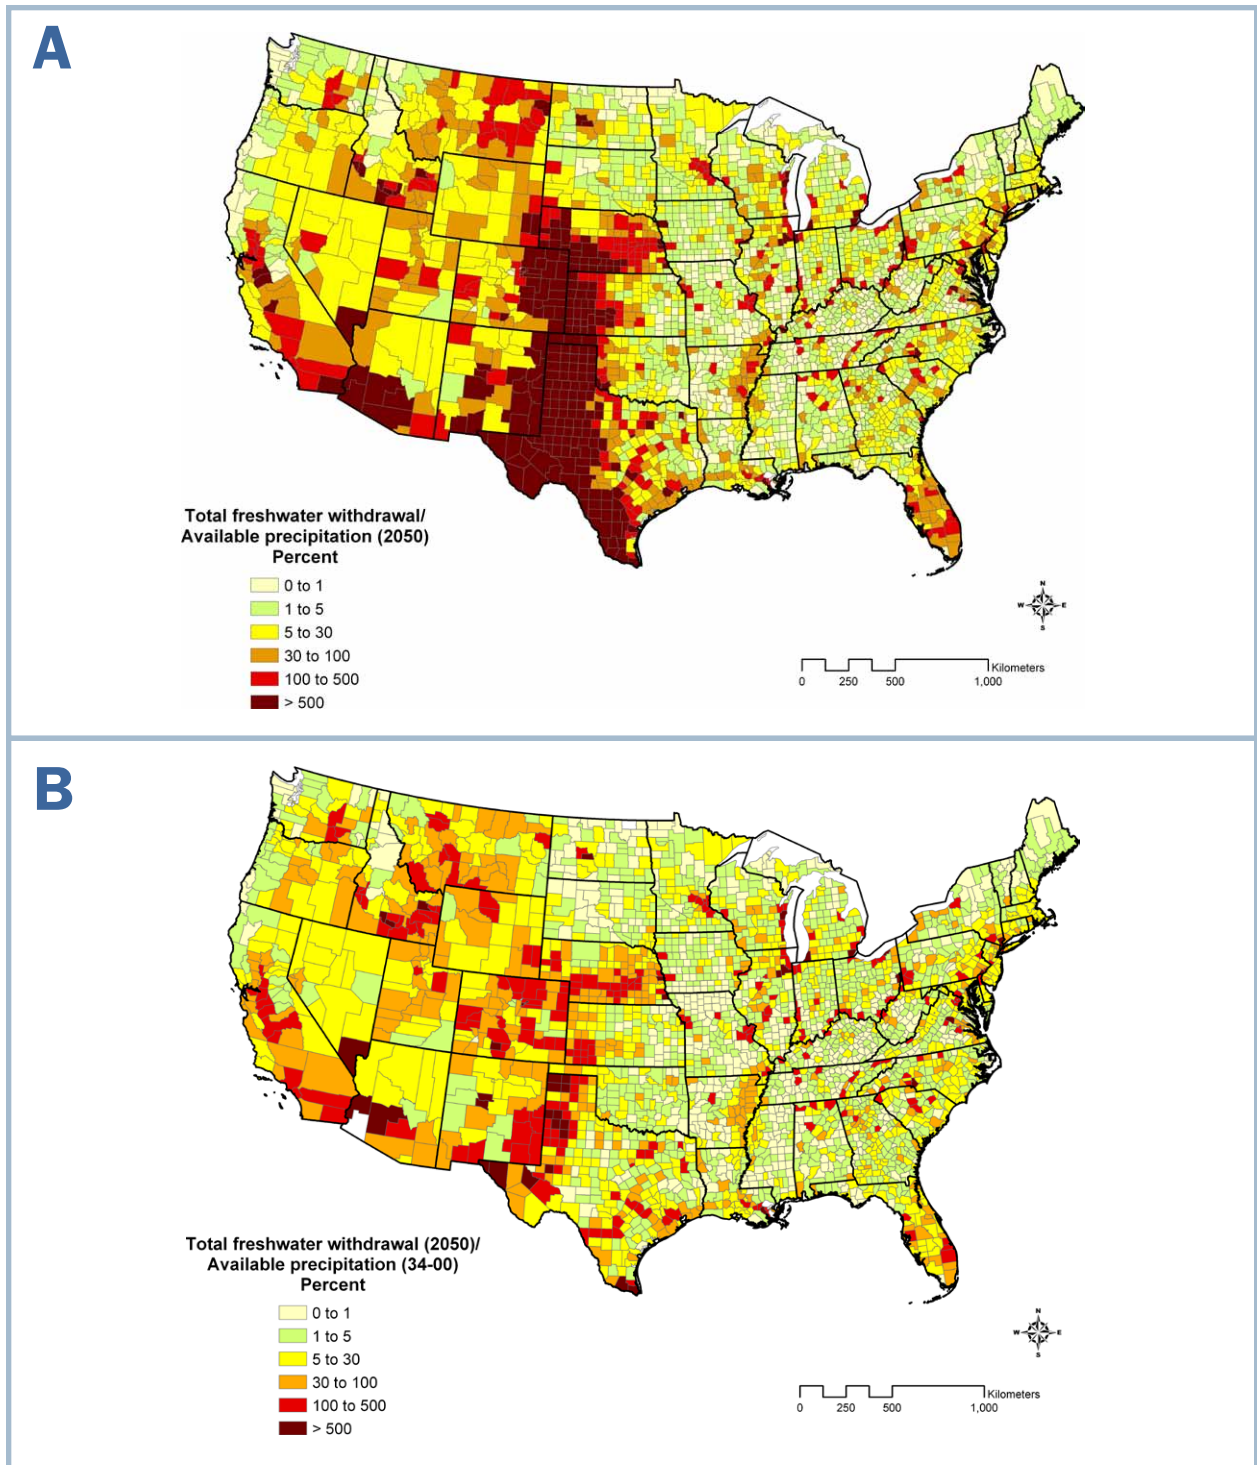 A
Total freshwater withdrawal/
Available precipitation (2050)
Percent
0 to 1
1 to 5
5 to 30
30 to 100
100 to 500
> 500
N
W E
S
Kilometers
0 250 500 1,000
B
Total freshwater withdrawal (2050)/
Available precipitation (34-00)
Percent
0 to 1
1 to 5
5 to 30
30 to 100
100 to 500
> 500
N
W E
S
Kilometers
0 250 500 1,000